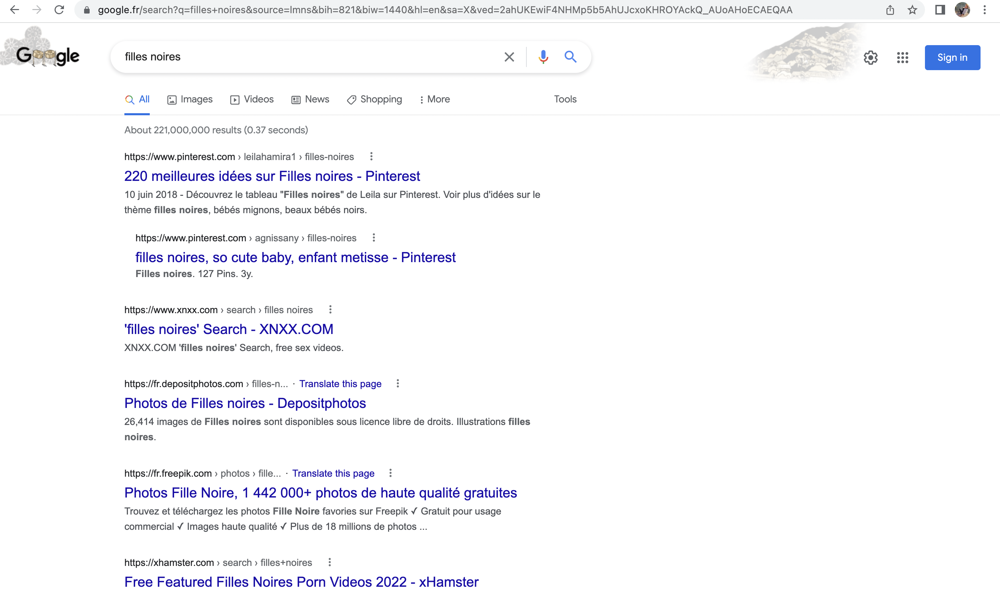 google.fr/search?q=filles+noires&source=lmns&bih=821&biw=1440&hl=en&sa=X&ved=2ahUKEwiF4NHMp5b5AhUJcxoKHROYAckQ_AUoAHoECAEQAA
Google
filles noires
Sign in
All Images Videos News Shopping More Tools
About 221,000,000 results (0.37 seconds)
https://www.pinterest.com › leilahamira1 › filles-noires
220 meilleures idées sur Filles noires - Pinterest
10 juin 2018 - Découvrez le tableau "Filles noires" de Leila sur Pinterest. Voir plus d'idées sur le
thème filles noires, bébés mignons, beaux bébés noirs.
https://www.pinterest.com › agnissany › filles-noires
filles noires, so cute baby, enfant metisse - Pinterest
Filles noires. 127 Pins. 3y.
https://www.xnxx.com › search › filles noires
'filles noires' Search - XNXX.COM
XNXX.COM 'filles noires' Search, free sex videos.
https://fr.depositphotos.com › filles-n... · Translate this page
Photos de Filles noires - Depositphotos
26,414 images de Filles noires sont disponibles sous licence libre de droits. Illustrations filles
noires.
https://fr.freepik.com › photos › fille... · Translate this page
Photos Fille Noire, 1 442 000+ photos de haute qualité gratuites
Trouvez et téléchargez les photos Fille Noire favories sur Freepik ✓ Gratuit pour usage
commercial ✓ Images haute qualité ✓ Plus de 18 millions de photos ...
https://xhamster.com › search › filles+noires
Free Featured Filles Noires Porn Videos 2022 - xHamster